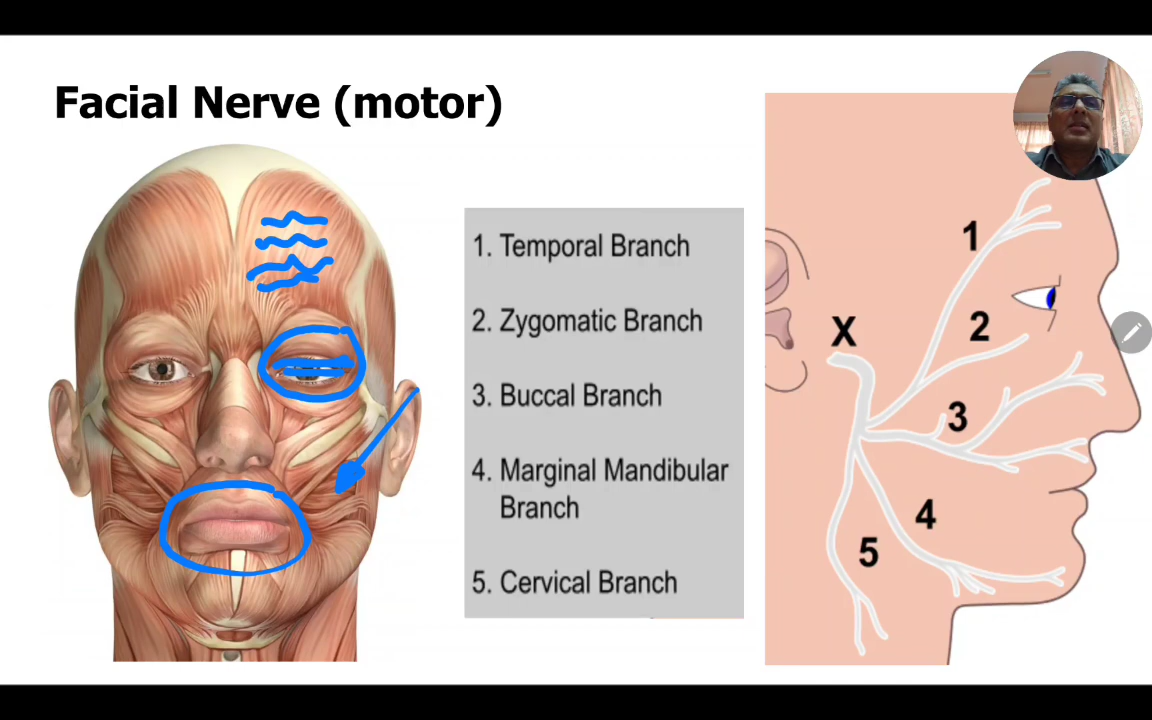 Facial Nerve (motor)
1. Temporal Branch
2. Zygomatic Branch
3. Buccal Branch
4. Marginal Mandibular
Branch
5. Cervical Branch
1
X
2
3
4
5